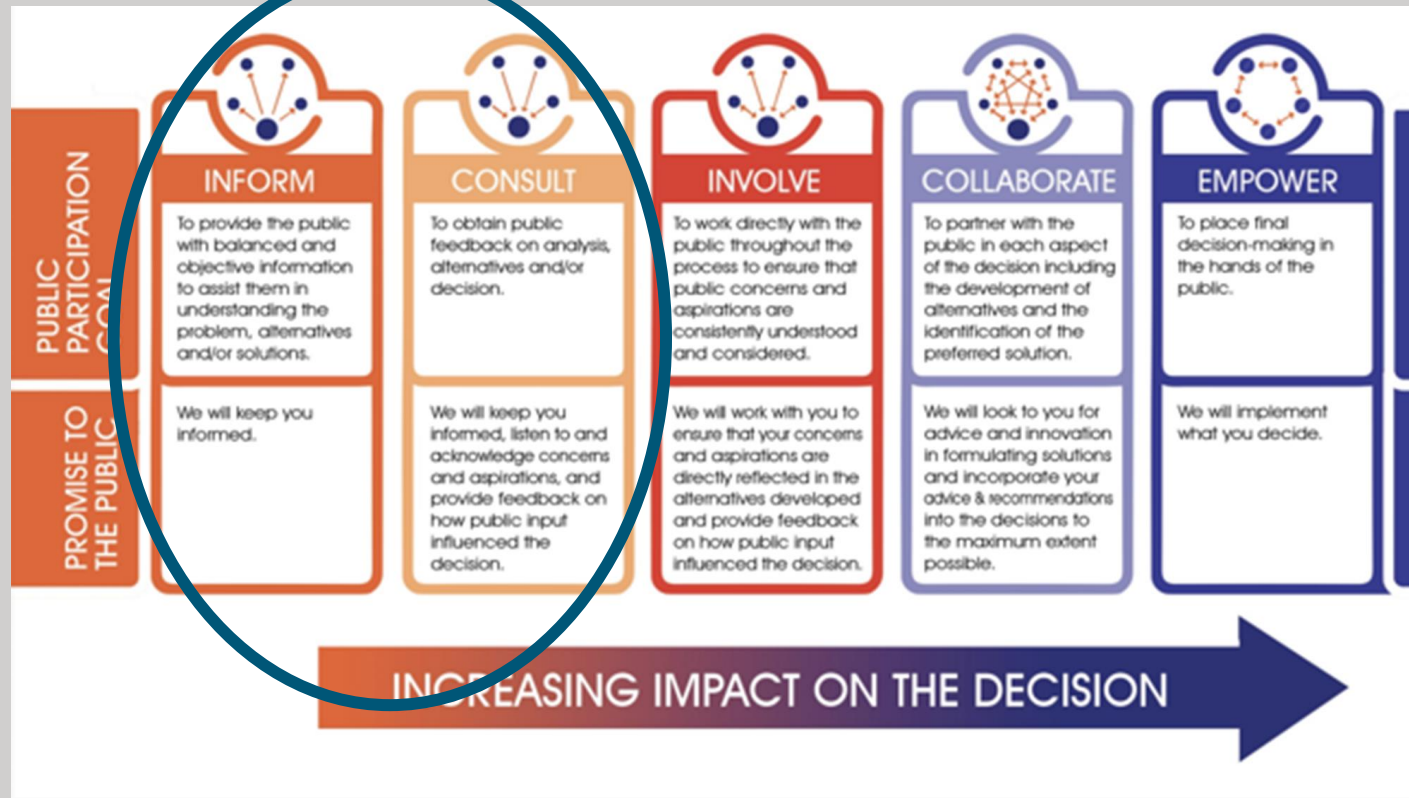 PUBLIC
PARTICIPATION
GOAL
INFORM
To provide the public
with balanced and
objective information
to assist them in
understanding the
problem, alternatives
and/or solutions.
CONSULT
To obtain public
feedback on analysis,
alternatives and/or
decision.
INVOLVE
To work directly with the
public throughout the
process to ensure that
public concerns and
aspirations are
consistently understood
and considered.
COLLABORATE
To partner with the
public in each aspect
of the decision including
the development of
alternatives and the
identification of the
preferred solution.
EMPOWER
To place final
decision-making in
the hands of the
public.
PROMISE TO
THE PUBLIC
We will keep you
informed.
We will keep you
informed, listen to and
acknowledge concerns
and aspirations, and
provide feedback on
how public input
influenced the
decision.
We will work with you to
ensure that your concerns
and aspirations are
directly reflected in the
alternatives developed
and provide feedback
on how public input
influenced the decision.
We will look to you for
advice and innovation
in formulating solutions
and incorporate your
advice & recommendations
into the decisions to
the maximum extent
possible.
We will implement
what you decide.
INCREASING IMPACT ON THE DECISION